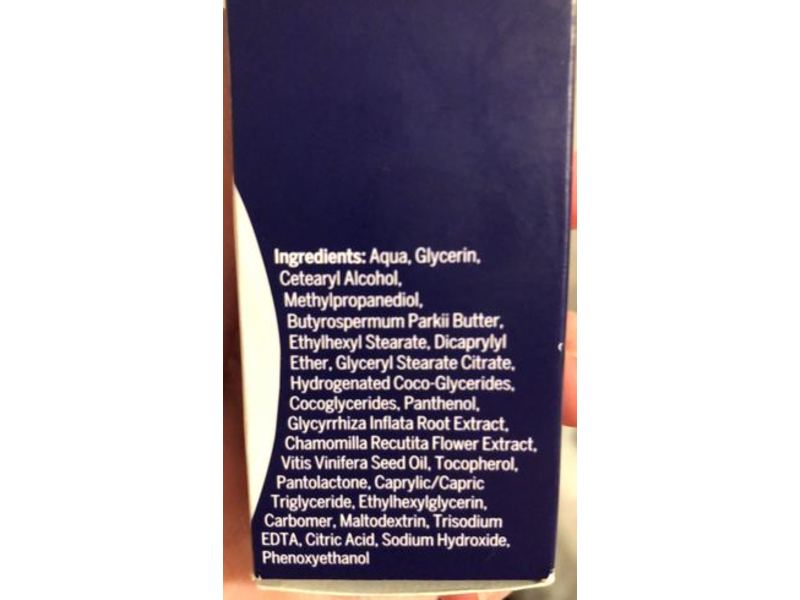 Ingredients: Aqua, Glycerin,
Cetearyl Alcohol,
Methylpropanediol,
Butyrospermum Parkii Butter,
Ethylhexyl Stearate, Dicaprylyl
Ether, Glyceryl Stearate Citrate,
Hydrogenated Coco-Glycerides,
Cocoglycerides, Panthenol,
Glycyrrhiza Inflata Root Extract,
Chamomilla Recutita Flower Extract,
Vitis Vinifera Seed Oil, Tocopherol,
Pantolactone, Caprylic/Capric
Triglyceride, Ethylhexylglycerin,
Carbomer, Maltodextrin, Trisodium
EDTA, Citric Acid, Sodium Hydroxide,
Phenoxyethanol